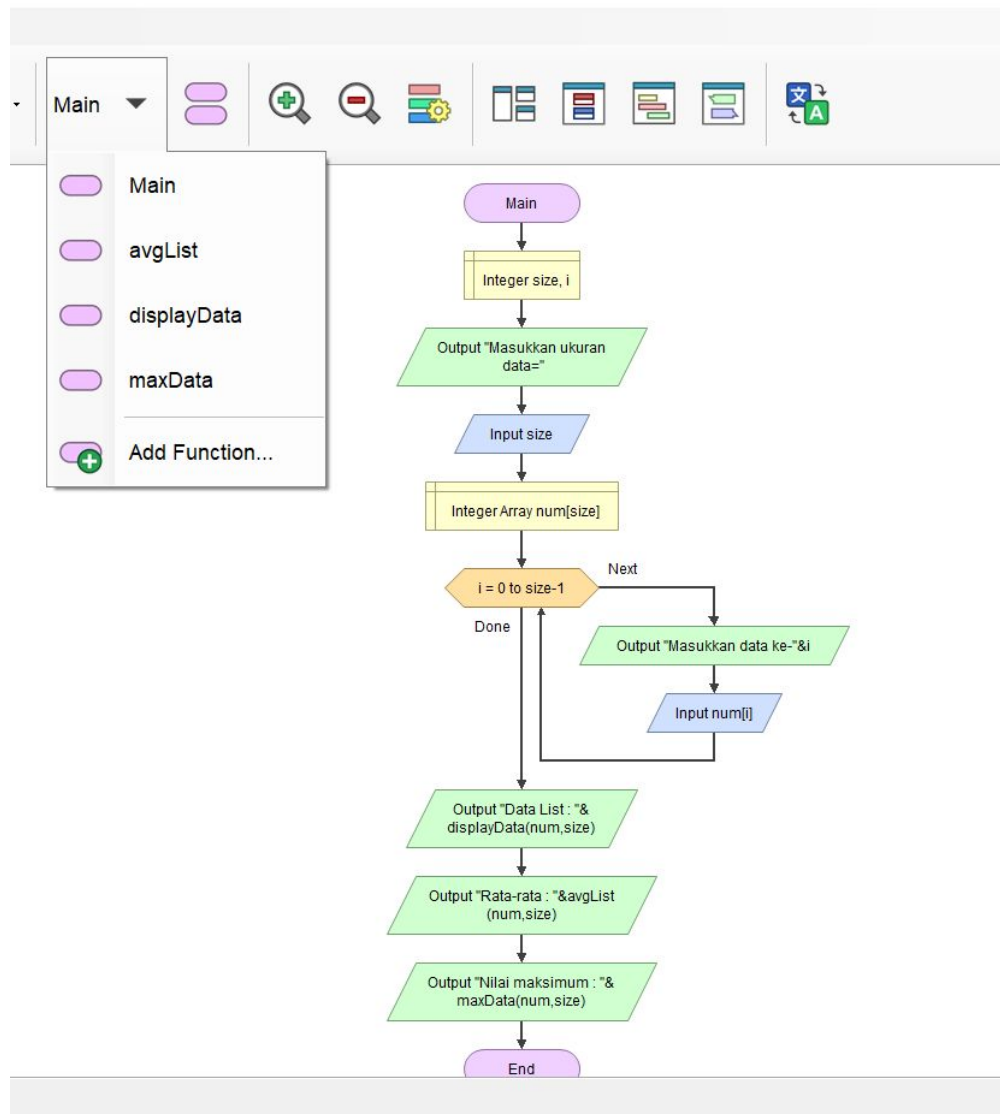 Main
Main
avgList
displayData
maxData
Add Function...
文
A
Main
Integer size, i
Output "Masukkan ukuran
data="
Input size
Integer Array num[size]
i = 0 to size-1
Next
Done
Output "Masukkan data ke-"&i
Input num[i]
Output "Data List : "&
displayData(num,size)
Output "Rata-rata : "&avgList
(num,size)
Output "Nilai maksimum : "&
maxData(num,size)
End